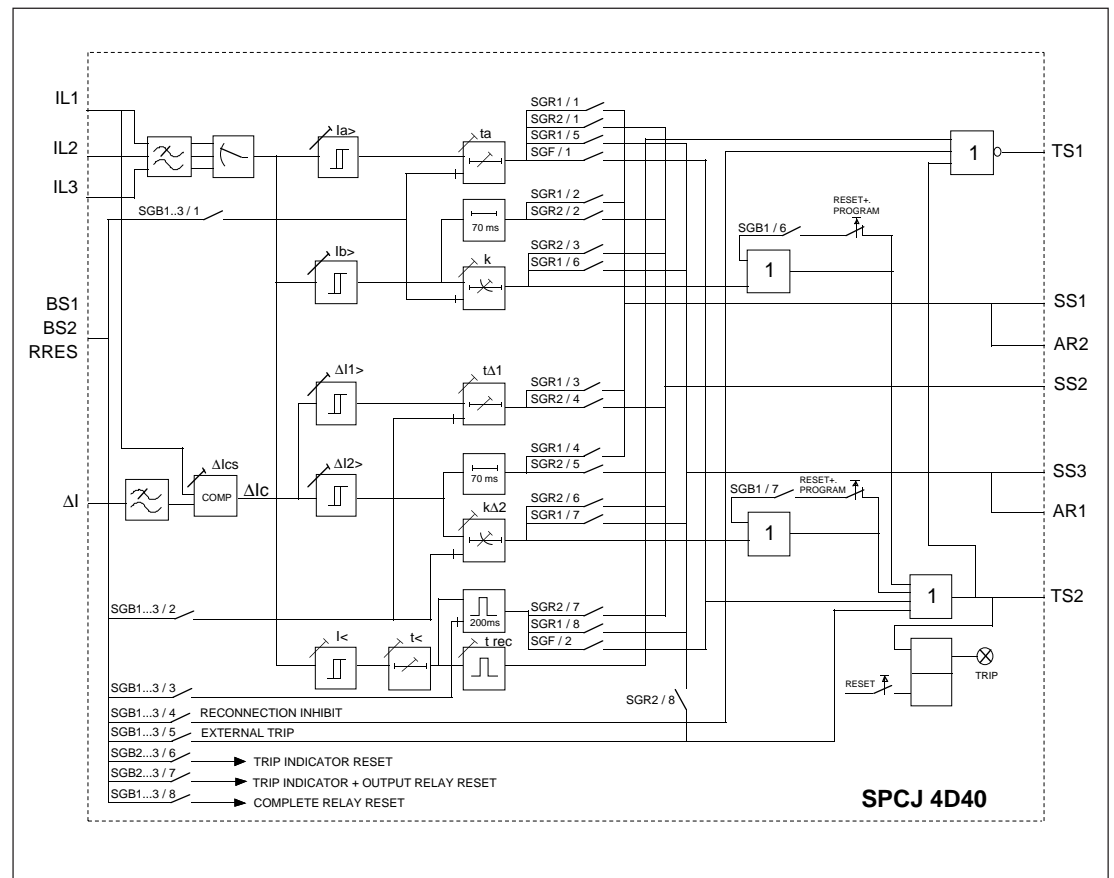 SGR1 / 1
IL1
Ia>
ta
SGR2 / 1
SGR1 / 5
IL2
SGF / 1
1
TS1
IL3
SGB1..3 / 1
SGR1 / 2
RESET+.
PROGRAM
70 ms
SGR2 / 2
SGB1 / 6
Ib>
k
SGR2 / 3
SGR1 / 6
1
BS1
SS1
BS2
RRES
AR2
ΔI1>
t∆1
SGR1 / 3
SS2
SGR2 / 4
ΔIcs
ΔI2>
SGR1 / 4
70 ms
SGR2 / 5
SS3
RESET+.
PROGRAM
ΔI
COMP
ΔIc
SGB1 / 7
k∆2
SGR2 / 6
SGR1 / 7
AR1
1
SGB1...3 / 2
200ms
SGR2 / 7
1
TS2
SGR1 / 8
I<
t<
t rec
SGF / 2
RESET
TRIP
SGB1...3 / 3
SGR2 / 8
SGB1...3 / 4
RECONNECTION INHIBIT
SGB1...3 / 5
EXTERNAL TRIP
SGB2...3 / 6
TRIP INDICATOR RESET
SGB2...3 / 7
TRIP INDICATOR + OUTPUT RELAY RESET
SGB1...3 / 8
COMPLETE RELAY RESET
SPCJ 4D40